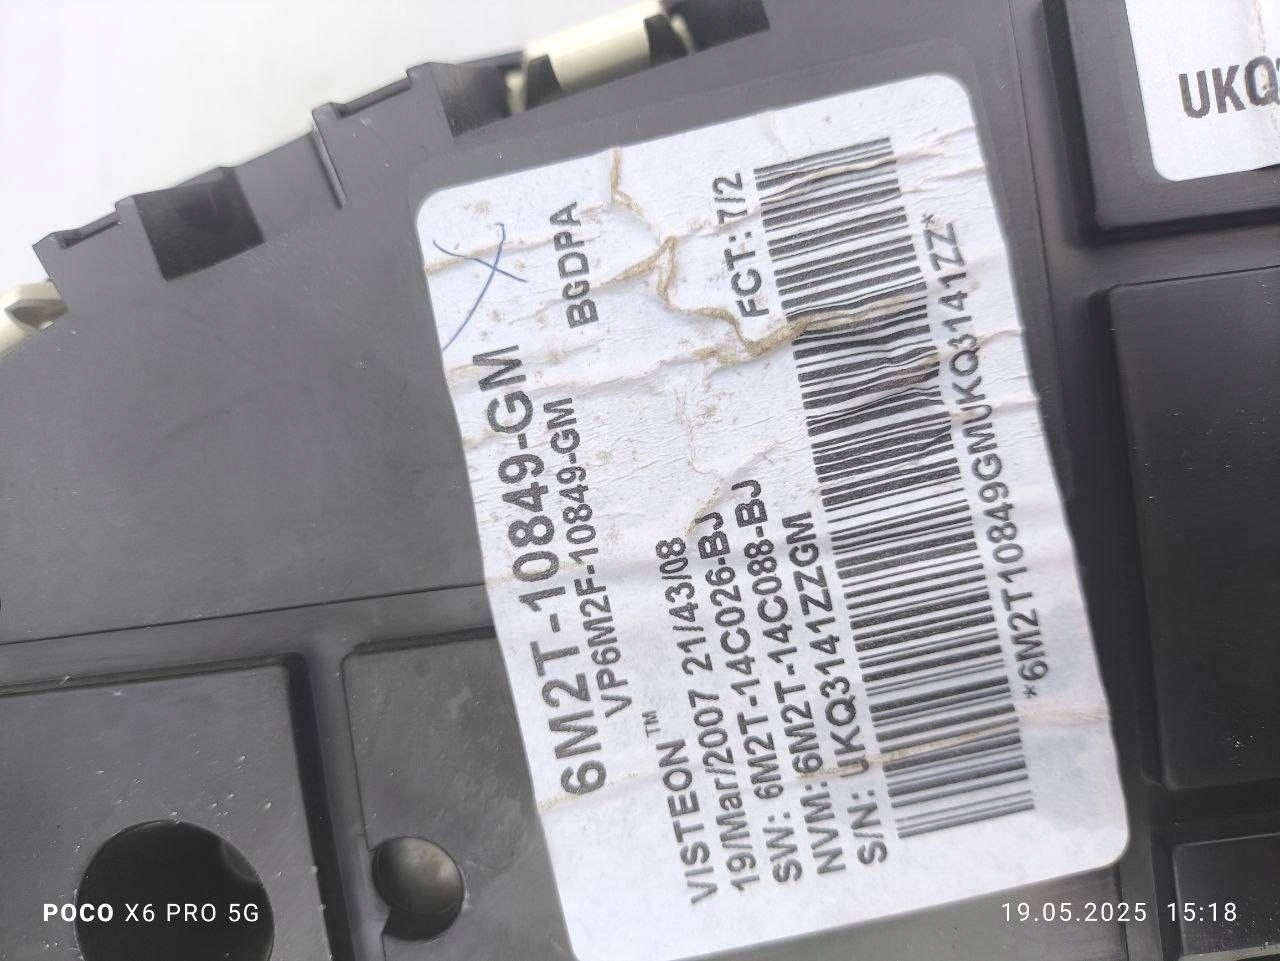 6M2T-10849-GM
VP6M2F-10849-GM BGDPA
VISTEON™
19/Mar/2007 21/43/08
SW: 6M2T-14C026-BJ
NVM: 6M2T-14C088-BJ FCT: 7/2
S/N: UKQ3141ZZGM
*6M2T10849GMUKQ3141ZZ*
UKQ
POCO X6 PRO 5G
19.05.2025 15:18